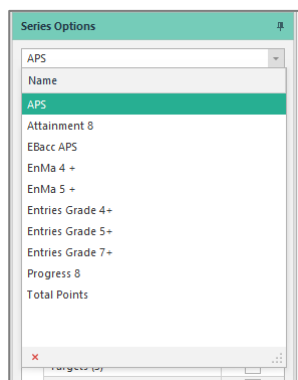 Series Options
APS
Name
APS
Attainment 8
EBacc APS
EnMa 4 +
EnMa 5 +
Entries Grade 4+
Entries Grade 5+
Entries Grade 7+
Progress 8
Total Points